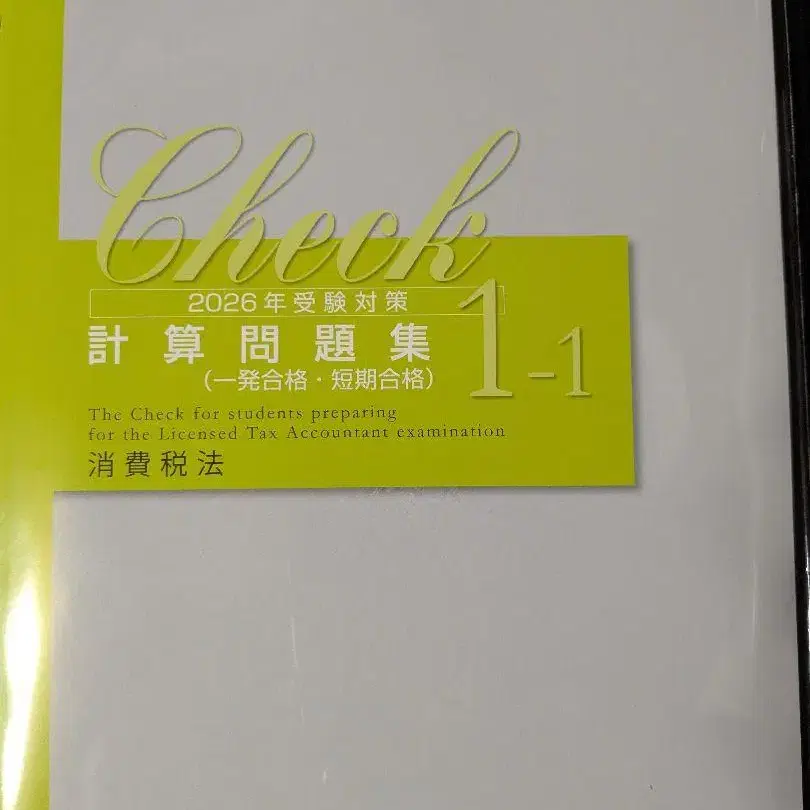 Check
2026年受験対策
計算問題集 1-1
(一発合格・短期合格)
The Check for students preparing
for the Licensed Tax Accountant examination
消費税法